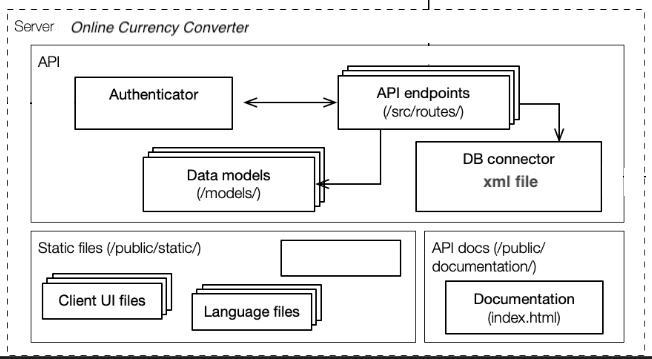 Server Online Currency Converter
API
Authenticator
API endpoints
(/src/routes/)
Data models
(/models/)
DB connector
xml file
Static files (/public/static/)
Client UI files
Language files
API docs (/public/
documentation/)
Documentation
(index.html)